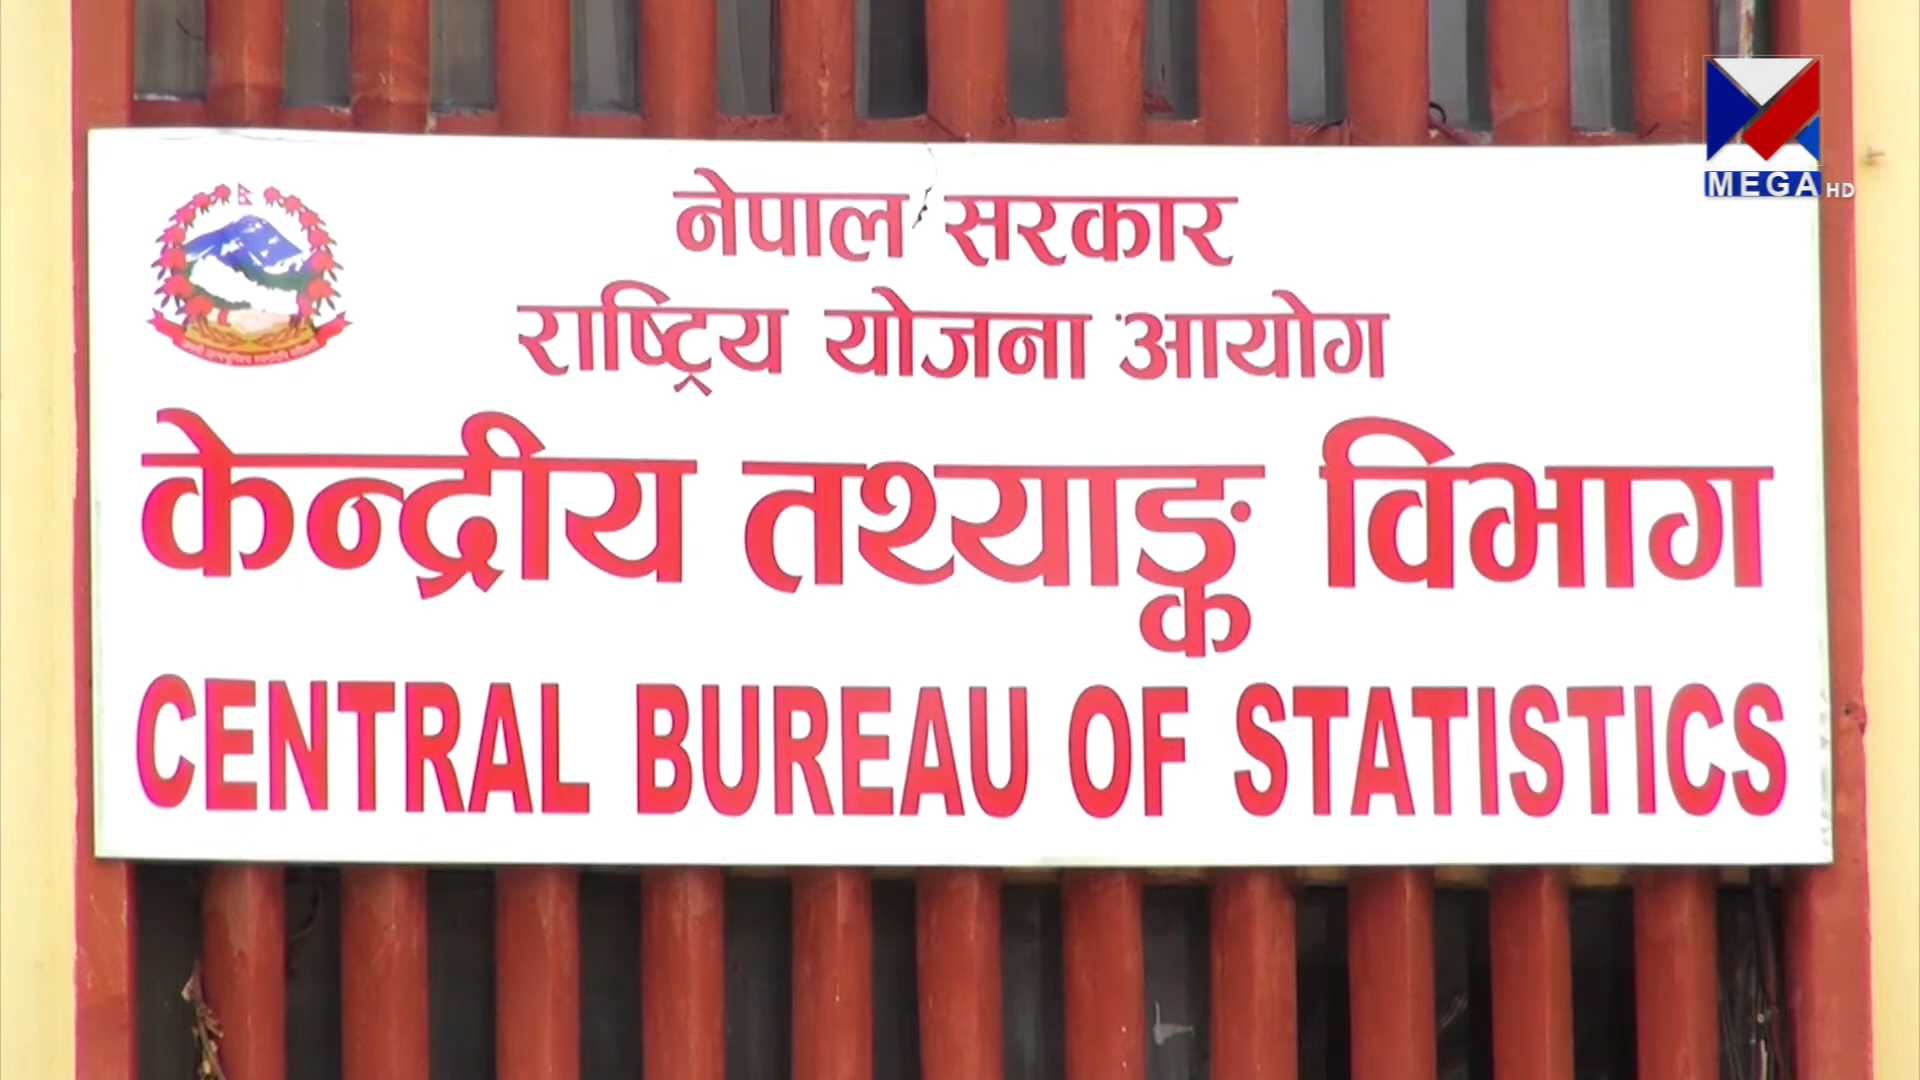 नेपाल सरकार
राष्ट्रिय योजना आयोग
केन्द्रीय तथ्याङ्क विभाग
CENTRAL BUREAU OF STATISTICS
MEGA HD